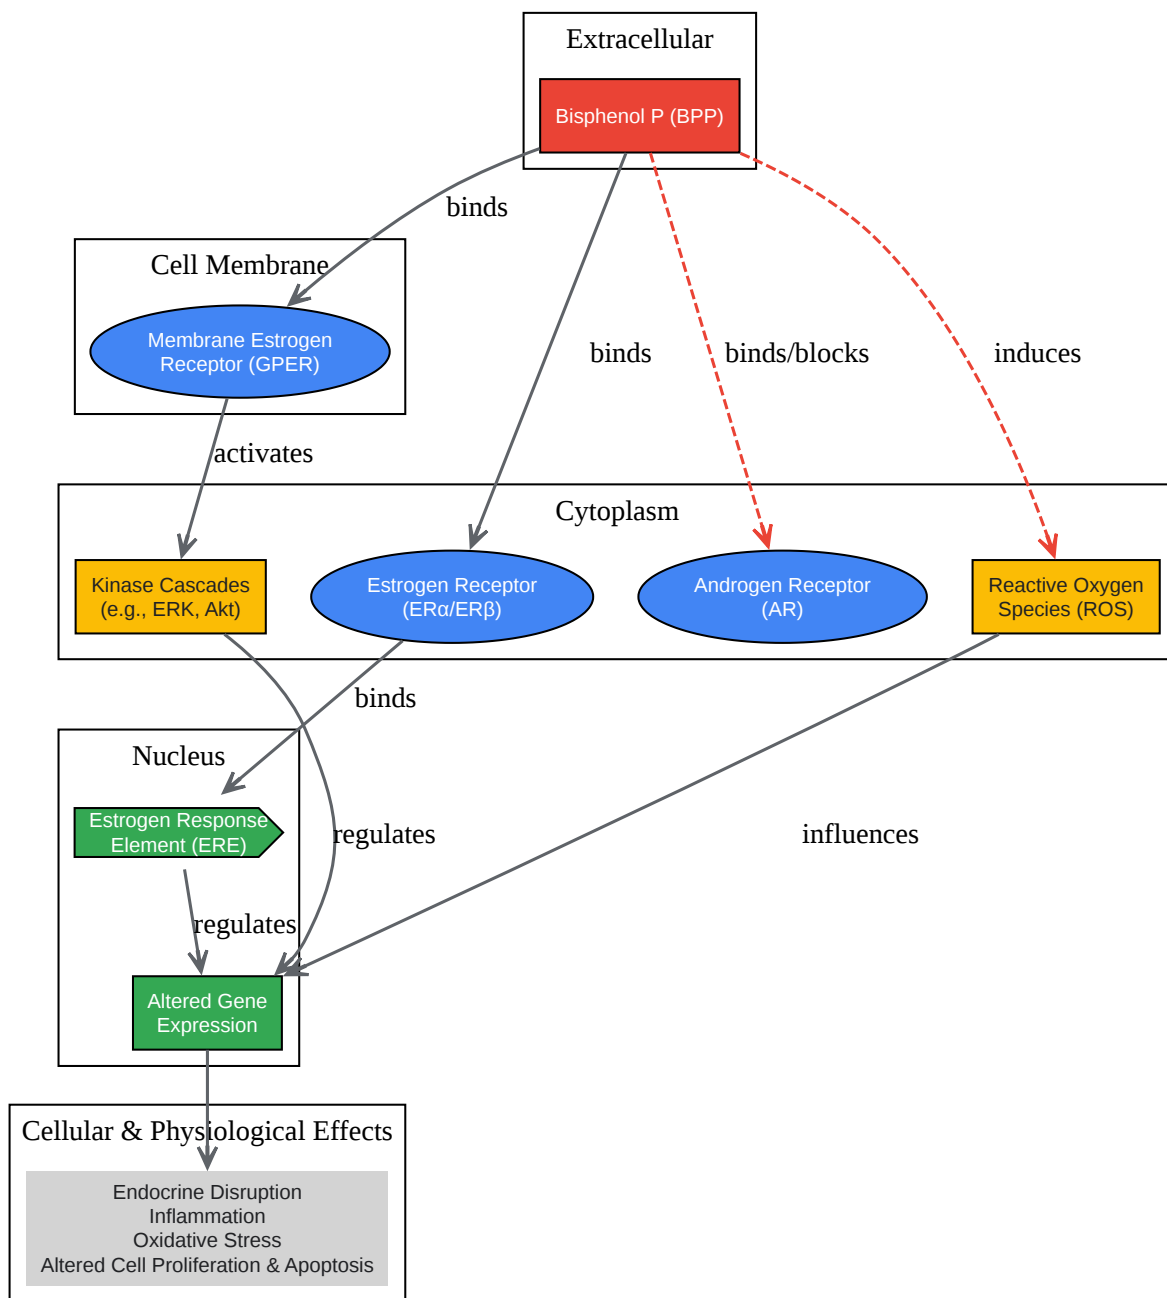 Extracellular
Bisphenol P (BPP)
binds
Cell Membrane
Membrane Estrogen
Receptor (GPER)
binds
binds/blocks
induces
activates
Cytoplasm
Kinase Cascades
(e.g., ERK, Akt)
Estrogen Receptor
(ERα/ERβ)
Androgen Receptor
(AR)
Reactive Oxygen
Species (ROS)
binds
Nucleus
Estrogen Response
Element (ERE)
regulates
influences
regulates
Altered Gene
Expression
Cellular & Physiological Effects
Endocrine Disruption
Inflammation
Oxidative Stress
Altered Cell Proliferation & Apoptosis